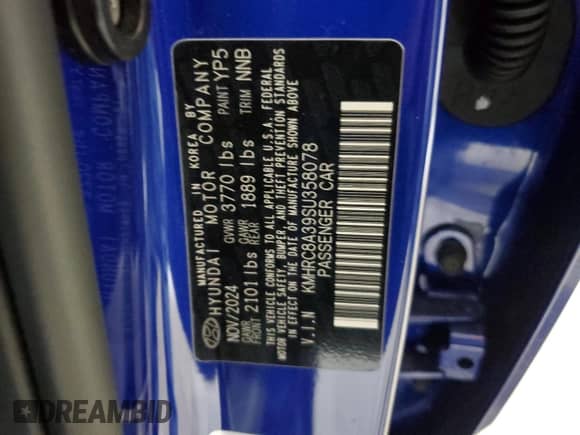 MANUFACTURED IN KOREA BY
HYUNDAI MOTOR COMPANY
NOV/2024 GVWR 3770 lbs PAINT YP5
GAWR FRONT 2101 lbs GAWR REAR 1889 lbs TRIM NNB
THIS VEHICLE CONFORMS TO ALL APPLICABLE U.S.A. FEDERAL
MOTOR VEHICLE SAFETY, BUMPER, AND THEFT PREVENTION STANDARDS
IN EFFECT ON THE DATE OF MANUFACTURE SHOWN ABOVE
V.I.N KMHRC8A39SU358078
PASSENGER CAR
DREAMBID